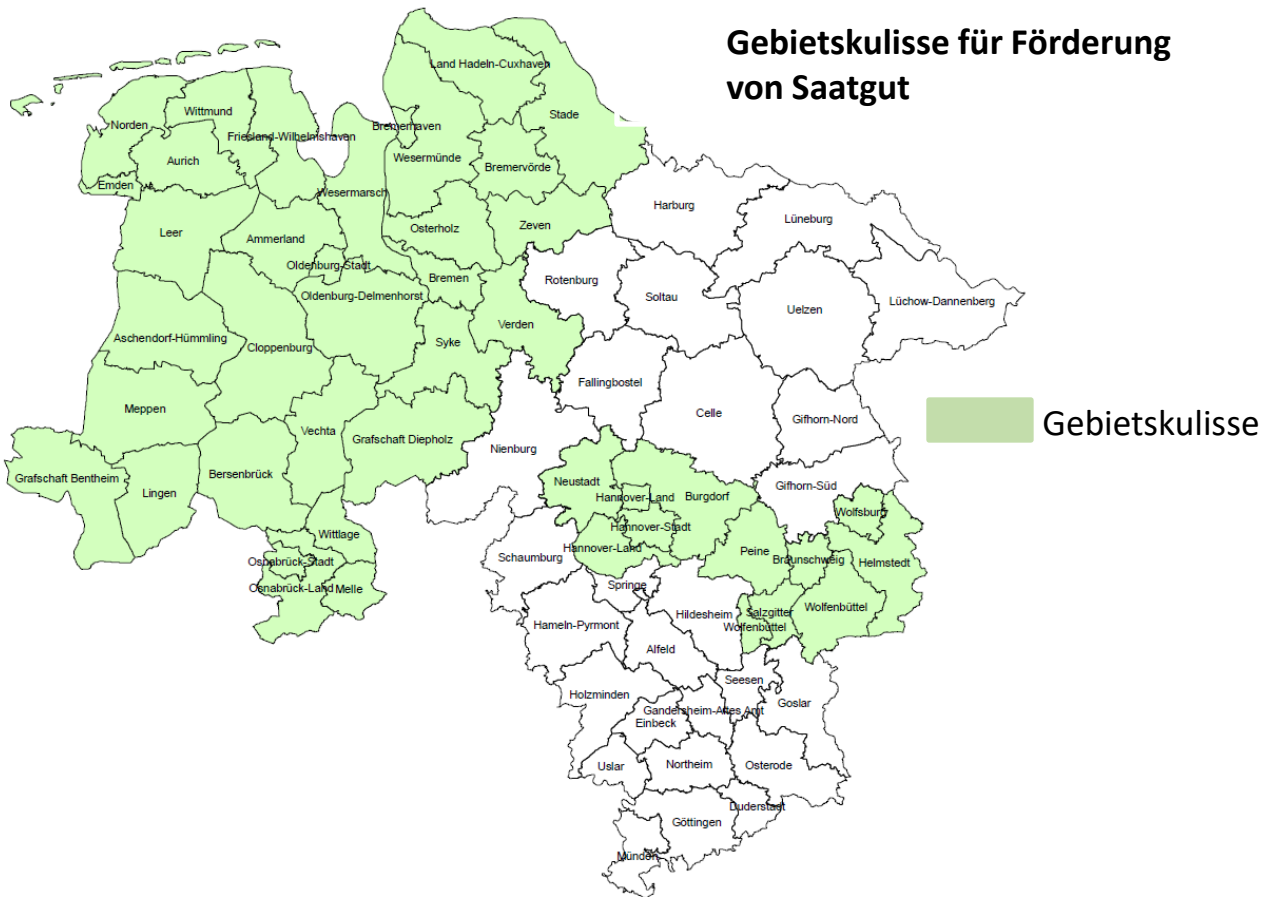 Gebietskulisse für Förderung
von Saatgut
Land Hadeln-Cuxhaven
Stade
Wittmund
Norden
Friesland-Wilhelmshaven
Bremerhaven
Aurich
Wesermünde
Bremervörde
Emden
Wesermarsch
Harburg
Lüneburg
Leer
Ammerland
Osterholz
Zeven
Oldenburg-Stadt
Bremen
Rotenburg
Soltau
Oldenburg-Delmenhorst
Uelzen
Lüchow-Dannenberg
Aschendorf-Hümmling
Cloppenburg
Syke
Verden
Fallingbostel
Meppen
Celle
Gifhorn-Nord
Gebietskulisse
Vechta
Grafschaft Diepholz
Nienburg
Grafschaft Bentheim
Lingen
Bersenbrück
Neustadt
Hannover-Land
Burgdorf
Gifhorn-Süd
Wolfsburg
Wittlage
Hannover-Stadt
Hannover-Land
Schaumburg
Peine
Braunschweig
Helmstedt
Osnabrück-Stadt
Osnabrück-Land
Melle
Springe
Hildesheim
Salzgitter
Wolfenbüttel
Wolfenbüttel
Hameln-Pyrmont
Alfeld
Seesen
Holzminden
Goslar
Gandersheim-Altes Amt
Einbeck
Uslar
Northeim
Osterode
Duderstadt
Göttingen
Münden